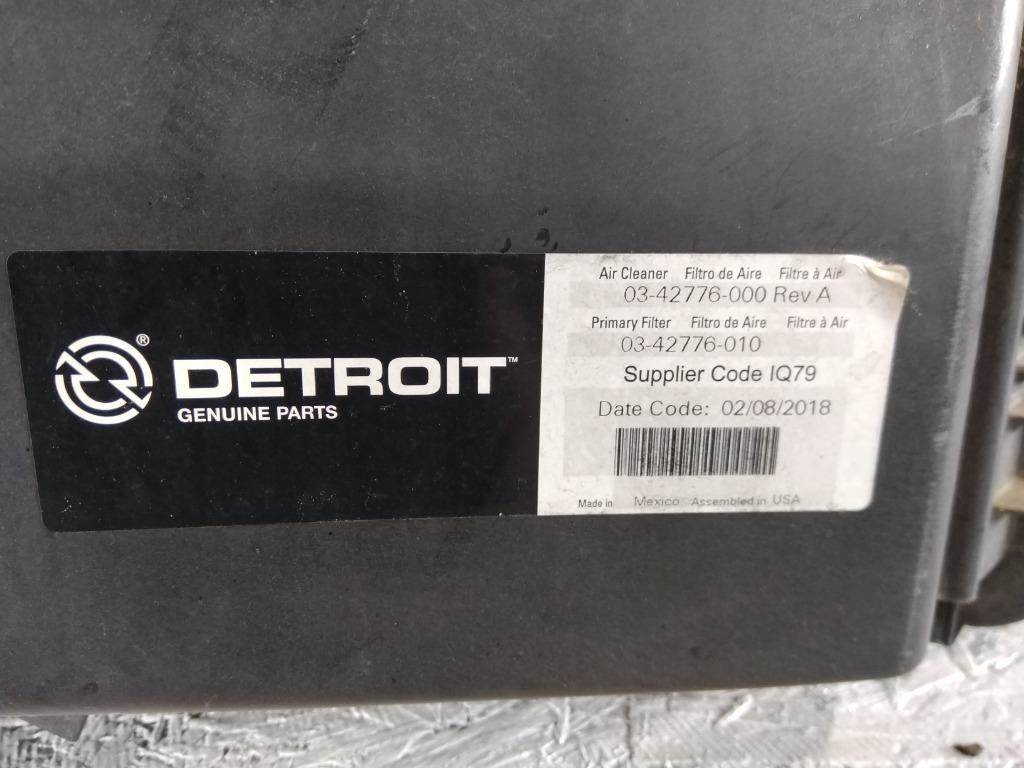 DETROIT™
GENUINE PARTS
®
Air Cleaner Filtro de Aire Filtre à Air
03-42776-000 Rev A
Primary Filter Filtro de Aire Filtre à Air
03-42776-010
Supplier Code IQ79
Date Code: 02/08/2018
Made in Mexico Assembled in USA